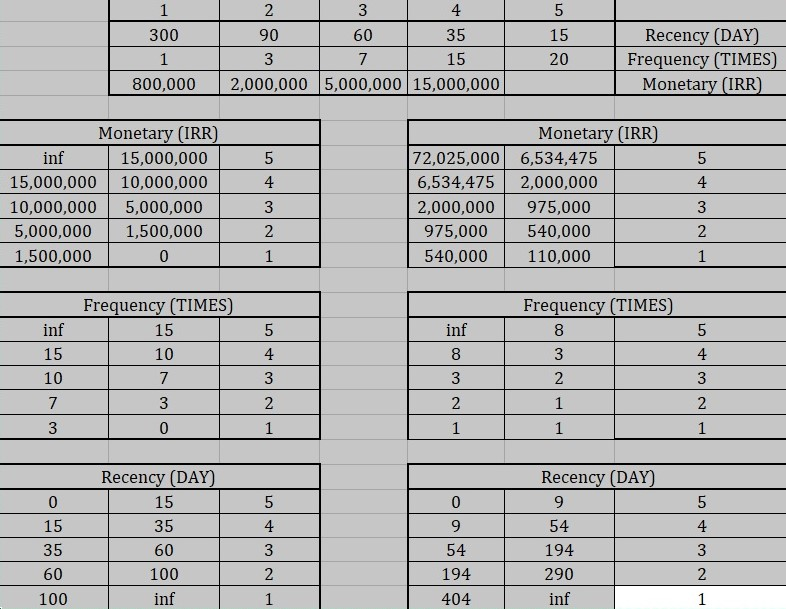 1 2 3 4 5
300 90 60 35 15 Recency (DAY)
1 3 7 15 20 Frequency (TIMES)
800,000 2,000,000 5,000,000 15,000,000 Monetary (IRR)
Monetary (IRR) Monetary (IRR)
inf 15,000,000 5 72,025,000 6,534,475 5
15,000,000 10,000,000 4 6,534,475 2,000,000 4
10,000,000 5,000,000 3 2,000,000 975,000 3
5,000,000 1,500,000 2 975,000 540,000 2
1,500,000 0 1 540,000 110,000 1
Frequency (TIMES) Frequency (TIMES)
inf 15 5 inf 8 5
15 10 4 8 3 4
10 7 3 3 2 3
7 3 2 2 1 2
3 0 1 1 1 1
Recency (DAY) Recency (DAY)
0 15 5 0 9 5
15 35 4 9 54 4
35 60 3 54 194 3
60 100 2 194 290 2
100 inf 1 404 inf 1